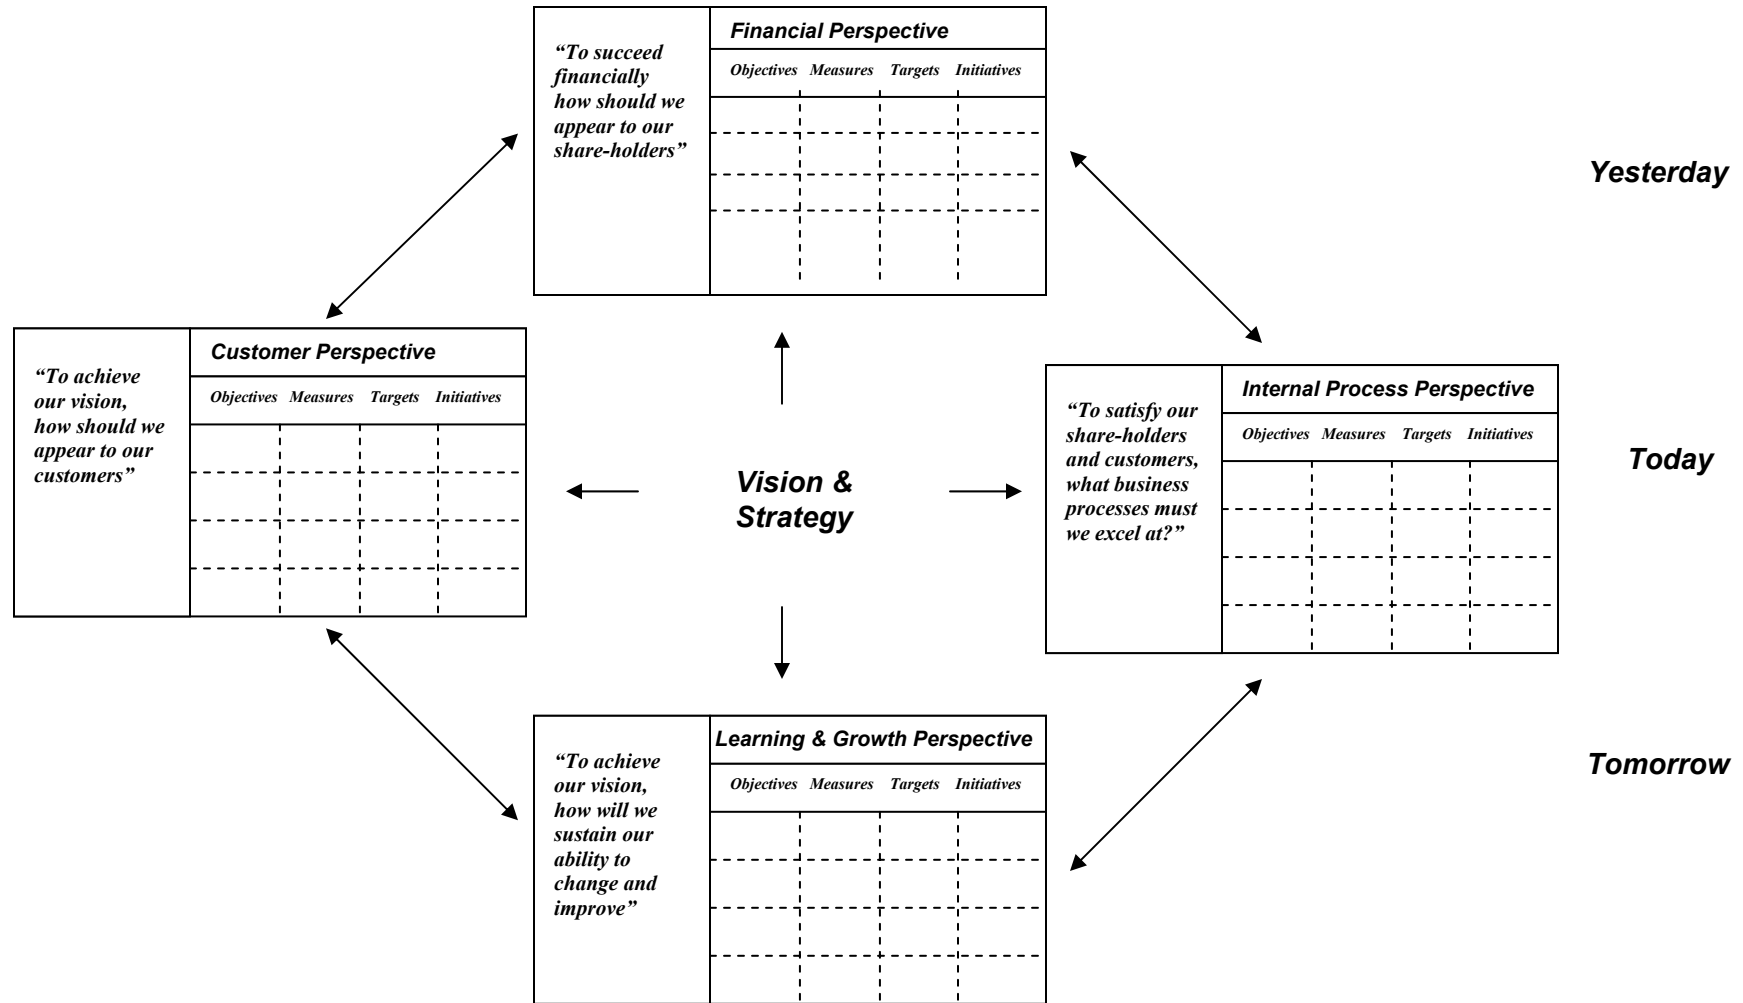 Financial Perspective
“To succeed
financially
how should we
appear to our
share-holders”
Objectives Measures Targets Initiatives
Yesterday
Customer Perspective
“To achieve
our vision,
how should we
appear to our
customers”
Objectives Measures Targets Initiatives
Vision &
Strategy
Internal Process Perspective
“To satisfy our
share-holders
and customers,
what business
processes must
we excel at?”
Objectives Measures Targets Initiatives
Today
Learning & Growth Perspective
“To achieve
our vision,
how will we
sustain our
ability to
change and
improve”
Objectives Measures Targets Initiatives
Tomorrow